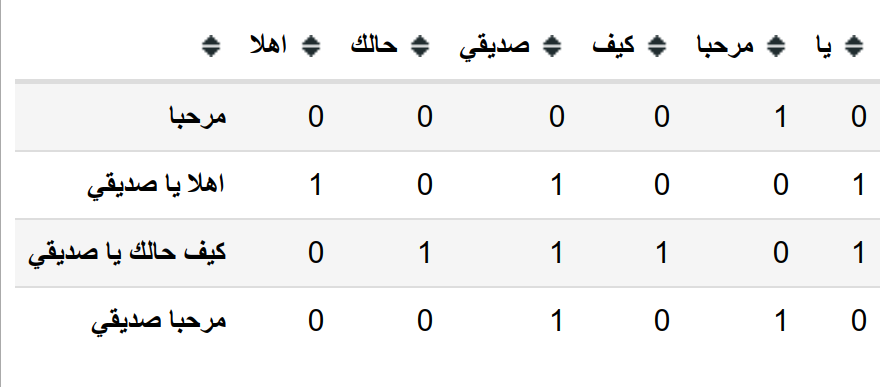 اهلا حالك صديقي كيف مرحبا يا
مرحبا 0 0 0 0 1 0
اهلا يا صديقي 1 0 1 0 0 1
كيف حالك يا صديقي 0 1 1 1 0 1
مرحبا صديقي 0 0 1 0 1 0